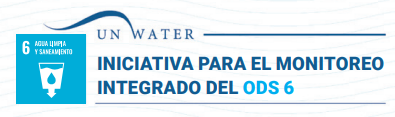 UN WATER
6 AGUA LIMPIA
Y SANEAMIENTO
INICIATIVA PARA EL MONITOREO
INTEGRADO DEL ODS 6